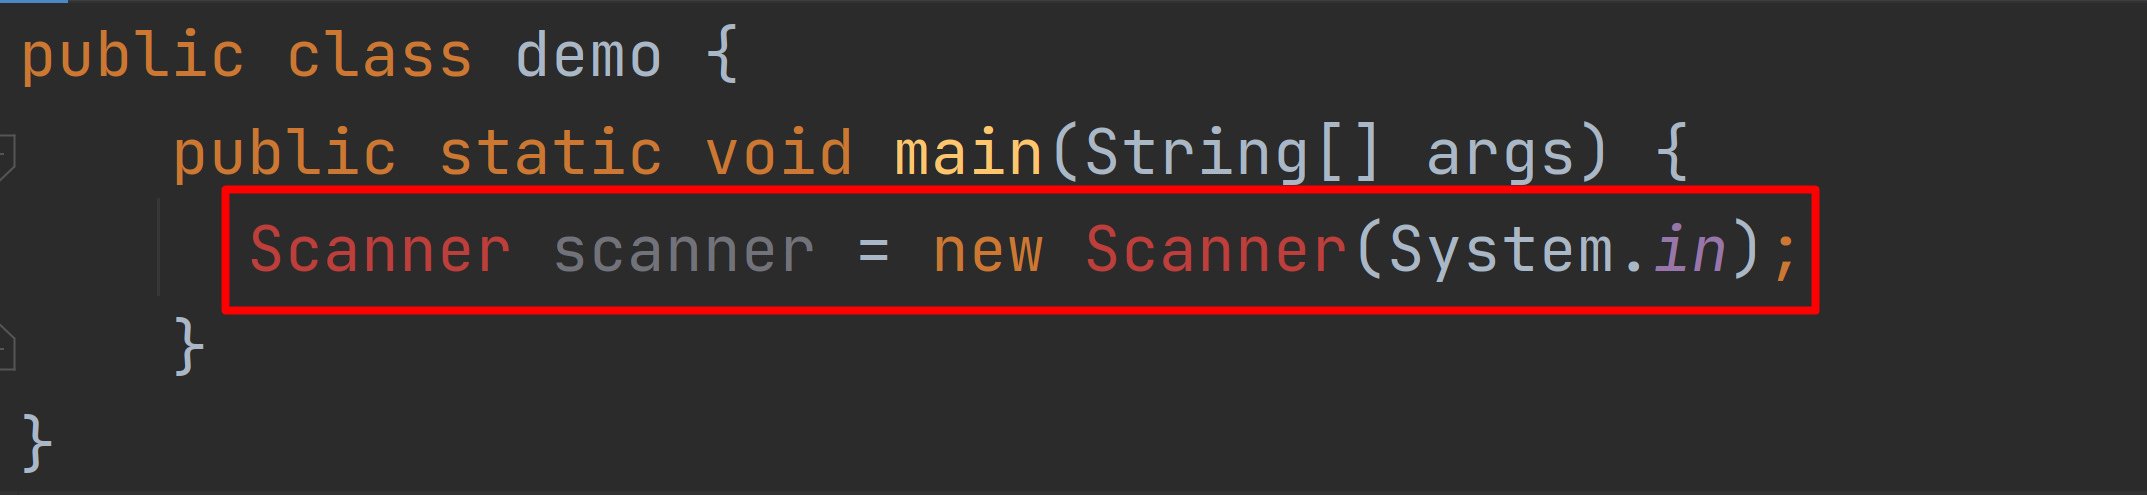 public class demo {
public static void main(String[] args) {
Scanner scanner = new Scanner(System.in);
}
}